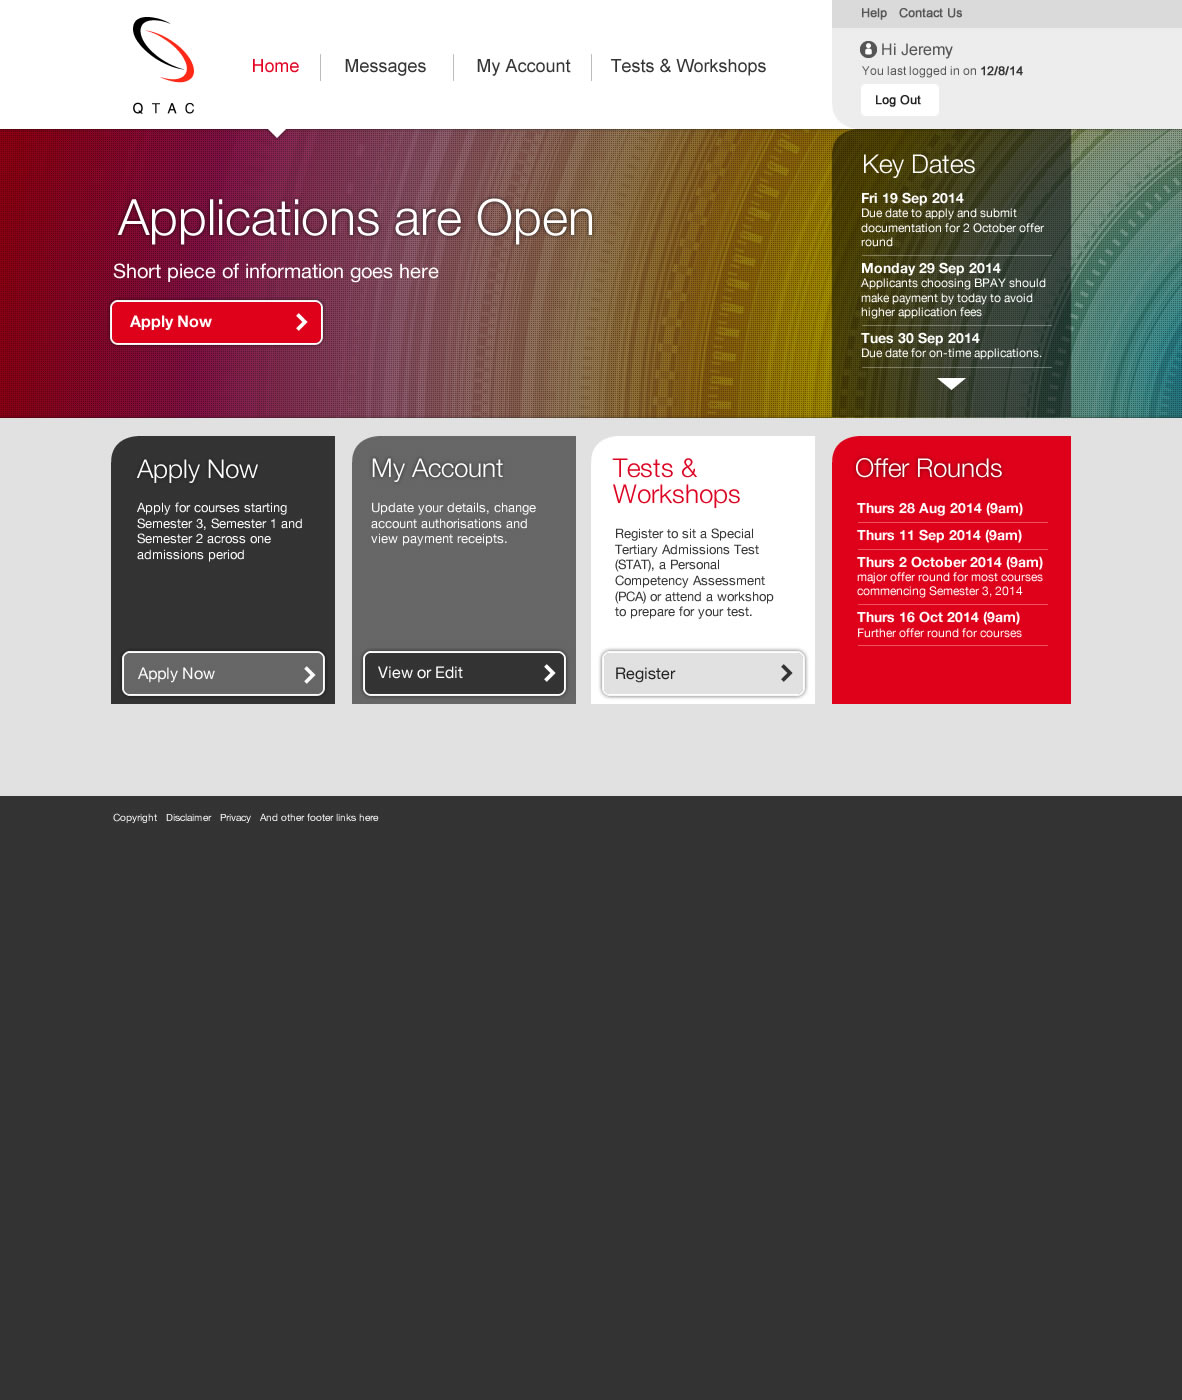 Help Contact Us
Hi Jeremy
You last logged in on 12/8/14
Log Out
QTAC
Home
Messages
My Account
Tests & Workshops
Applications are Open
Short piece of information goes here
Apply Now
Key Dates
Fri 19 Sep 2014
Due date to apply and submit
documentation for 2 October offer
round
Monday 29 Sep 2014
Applicants choosing BPAY should
make payment by today to avoid
higher application fees
Tues 30 Sep 2014
Due date for on-time applications.
Apply Now
Apply for courses starting
Semester 3, Semester 1 and
Semester 2 across one
admissions period
Apply Now
My Account
Update your details, change
account authorisations and
view payment receipts.
View or Edit
Tests &
Workshops
Register to sit a Special
Tertiary Admissions Test
(STAT), a Personal
Competency Assessment
(PCA) or attend a workshop
to prepare for your test.
Register
Offer Rounds
Thurs 28 Aug 2014 (9am)
Thurs 11 Sep 2014 (9am)
Thurs 2 October 2014 (9am)
major offer round for most courses
commencing Semester 3, 2014
Thurs 16 Oct 2014 (9am)
Further offer round for courses
Copyright Disclaimer Privacy And other footer links here